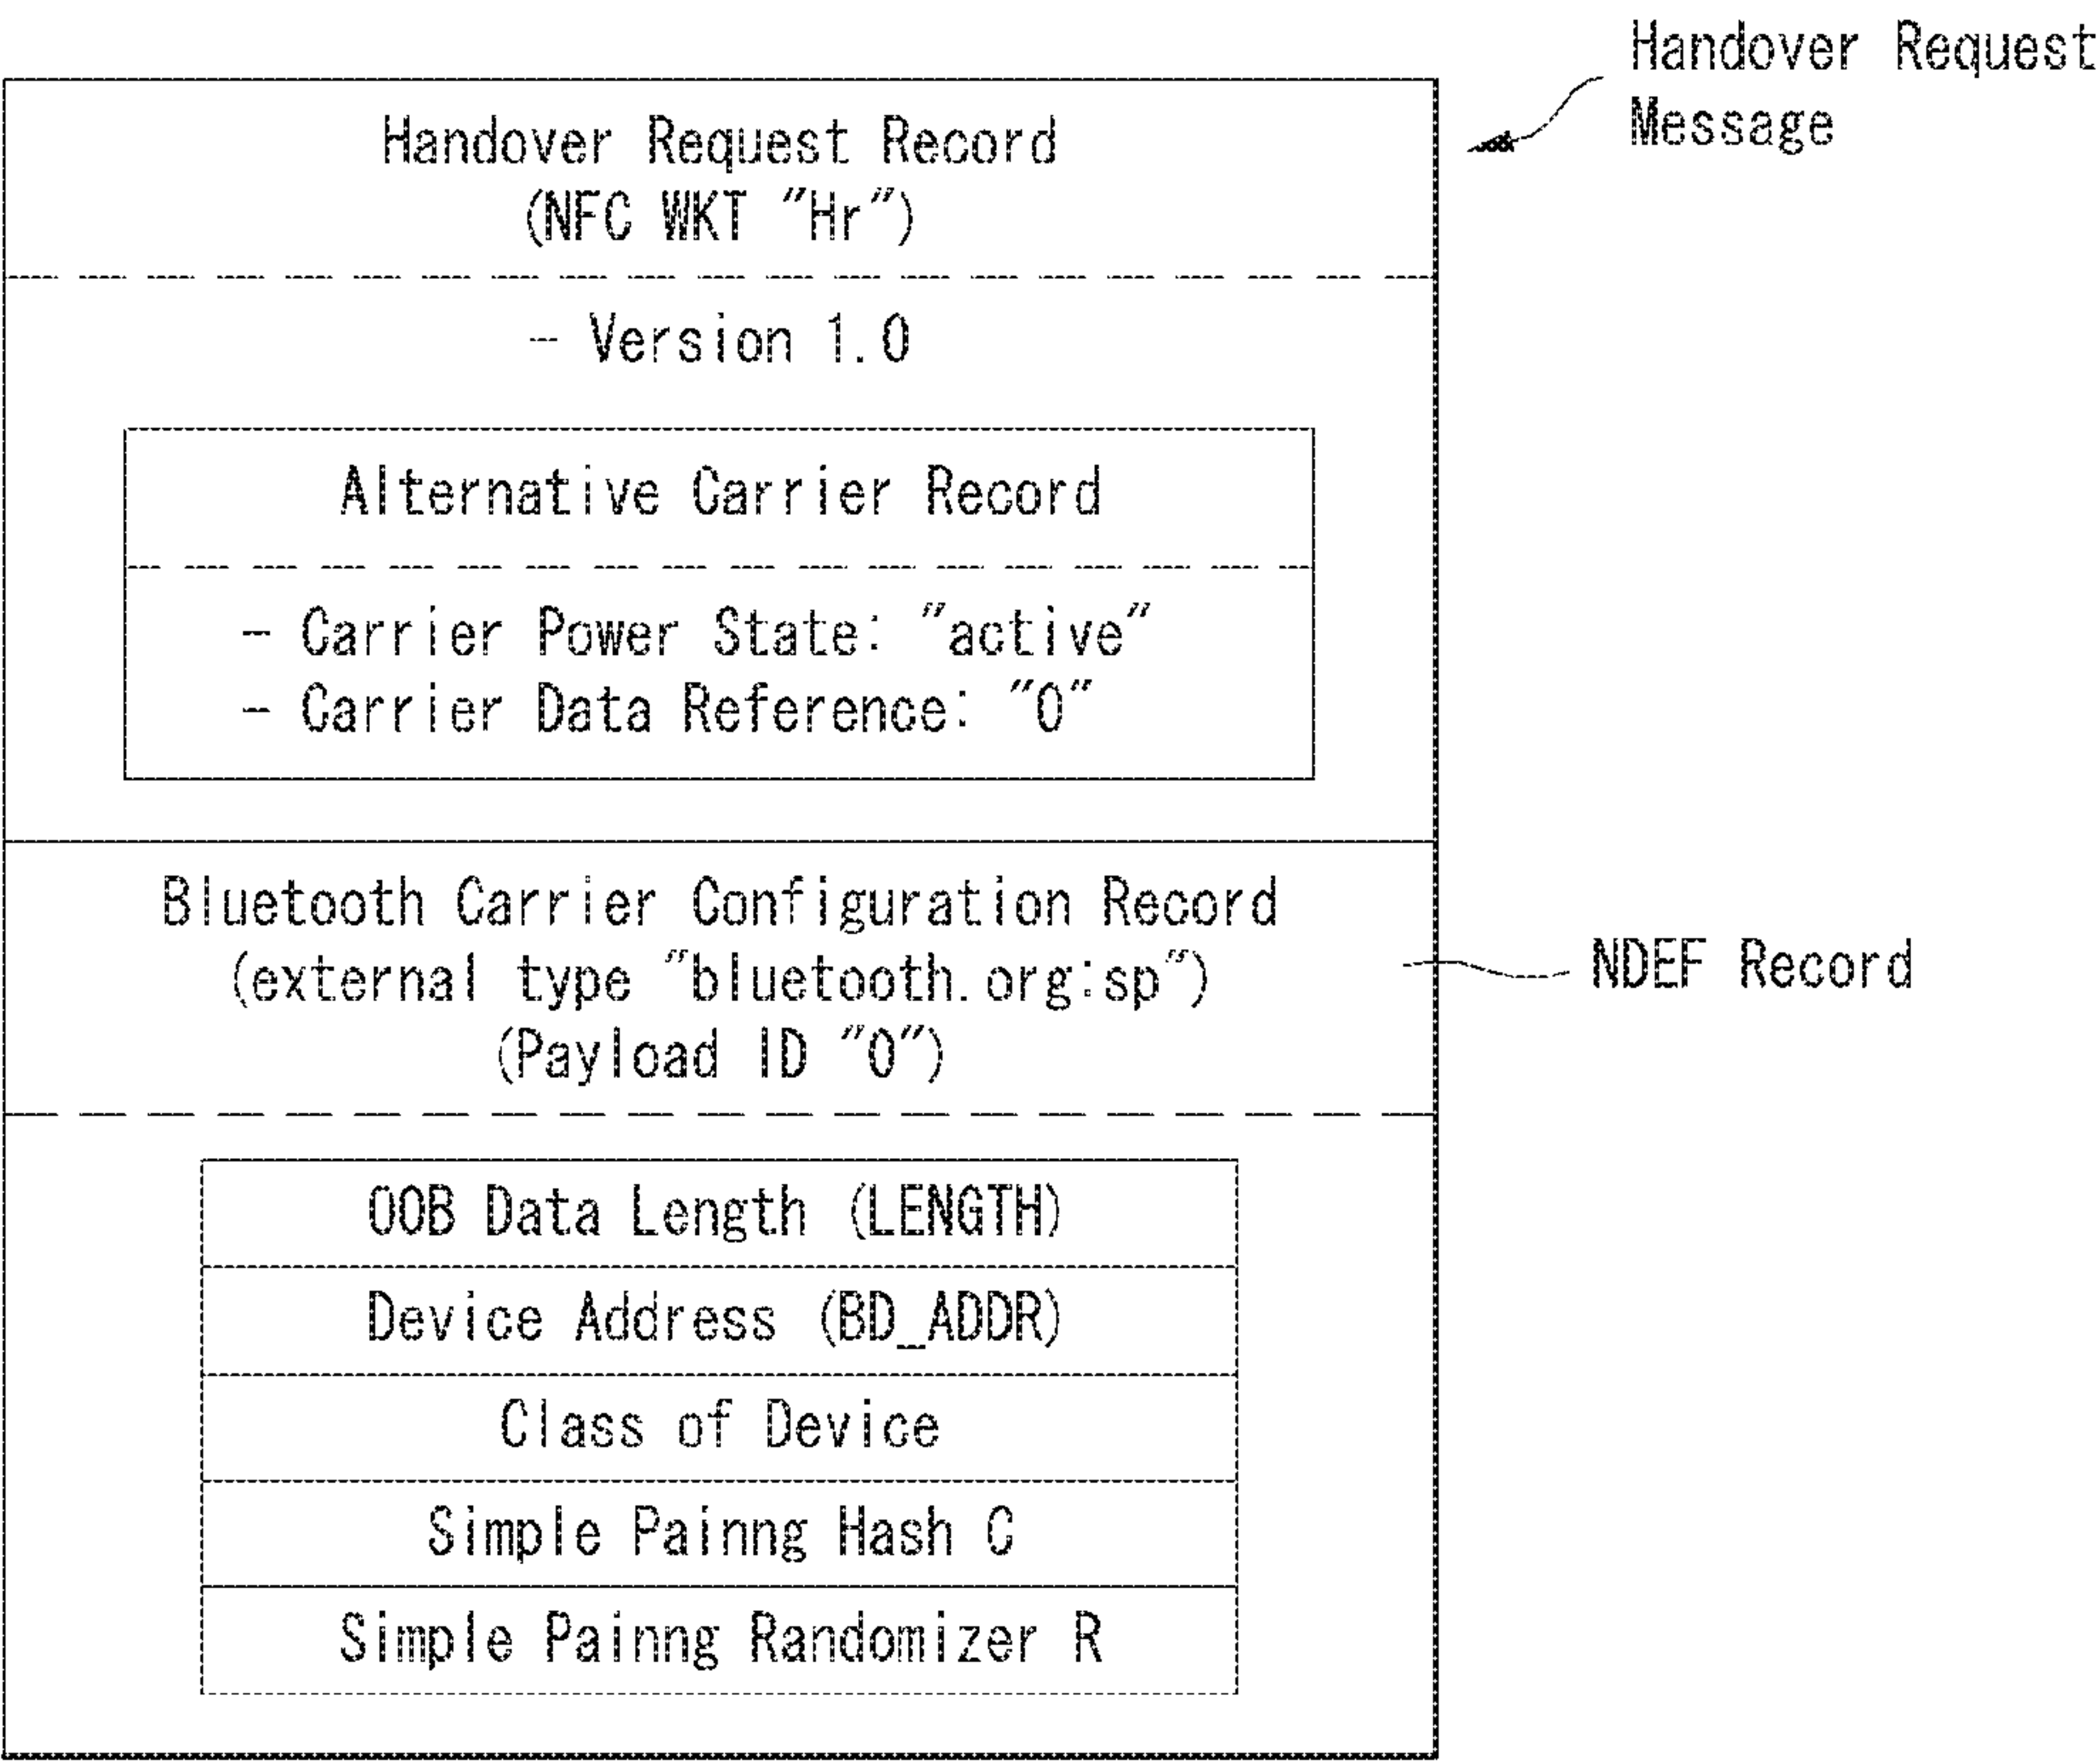 Handover Request
Message
Handover Request Record
(NFC WKT "Hr")
- Version 1.0
Alternative Carrier Record
- Carrier Power State: "active"
- Carrier Data Reference: "0"
Bluetooth Carrier Configuration Record
(external type "bluetooth.org:sp")
(Payload ID "0")
NDEF Record
OOB Data Length (LENGTH)
Device Address (BD_ADDR)
Class of Device
Simple Painng Hash C
Simple Painng Randomizer R